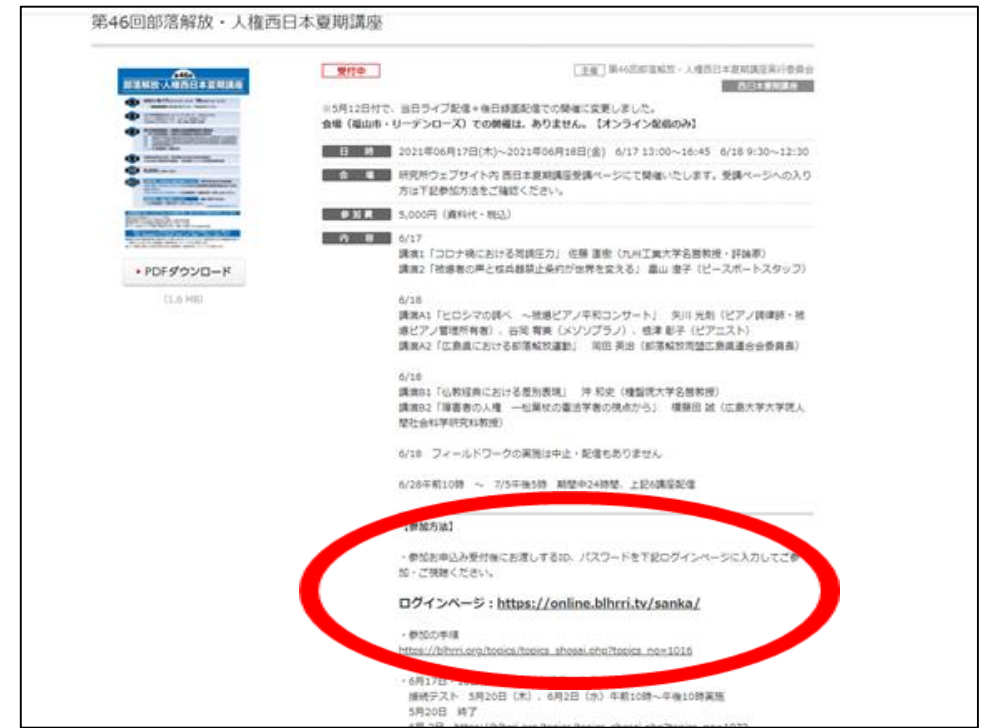 第46回部落解放・人権西日本夏期講座
第46回
部落解放・人権西日本夏期講座
• PDFダウンロード
(1.6 MB)
受付中
主催 第46回部落解放・人権西日本夏期講座実行委員会
西日本夏期講座
※5月12日付で、当日ライブ配信+後日録画配信での開催に変更しました。
会場（福山市・リーデンローズ）での開催は、ありません。【オンライン配信のみ】
日 時 2021年06月17日(木)～2021年06月18日(金) 6/17 13:00～16:45 6/18 9:30～12:30
会 場 研究所ウェブサイト内 西日本夏期講座受講ページにて開催いたします。受講ページへの入り
方は下記参加方法をご確認ください。
参加費 5,000円（資料代・税込）
内 容 6/17
講演1「コロナ禍における同調圧力」 佐藤 直樹（九州工業大学名誉教授・評論家）
講演2「被爆者の声と核兵器禁止条約が世界を変える」 畠山 澄子（ピースボートスタッフ）
6/18
講演A1「ヒロシマの調べ ～被爆ピアノ平和コンサート」 矢川 光則（ピアノ調律師・被
爆ピアノ管理所有者）、谷岡 育美（メゾソプラノ）、根津 彰子（ピアニスト）
講演A2「広島県における部落解放運動」 岡田 英治（部落解放同盟広島県連合会委員長）
6/18
講演B1「仏教経典における差別表現」 沖 和史（種智院大学名誉教授）
講演B2「障害者の人権 ―松葉杖の憲法学者の視点から」 横藤田 誠（広島大学大学院人
間社会科学研究科教授）
6/18 フィールドワークの実施は中止・配信もありません
6/28午前10時 ～ 7/5午後5時 期間中24時間、上記6講座配信
【参加方法】
・参加お申込み受付後にお渡しするID、パスワードを下記ログインページに入力してご参
加・ご視聴ください。
ログインページ：https://online.blhrri.tv/sanka/
・参加の手順
https://blhrri.org/topics/topics_shosai.php?topics_no=1016
・6月17日・
接続テスト 5月20日（木）、6月2日（水）午前10時～午後10時実施
5月20日 終了